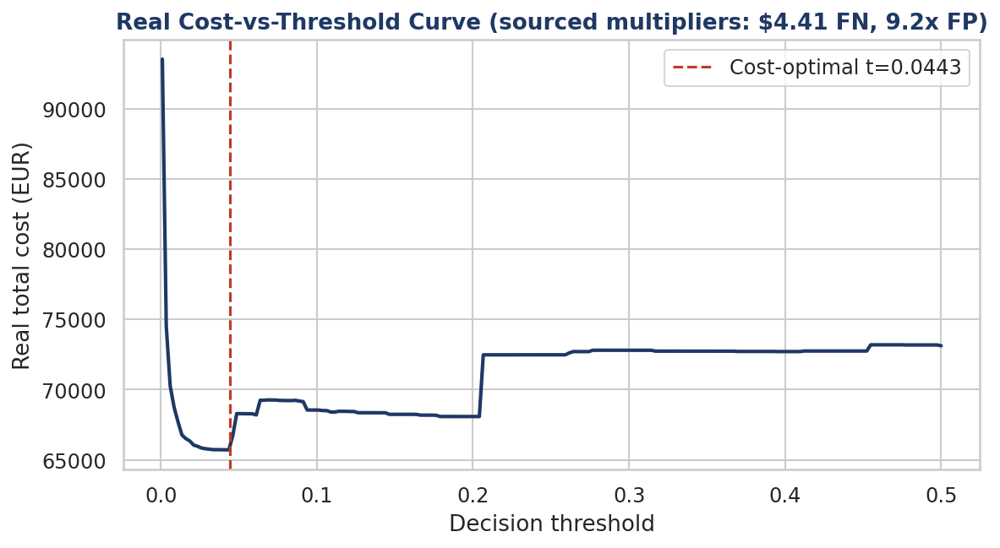 Real Cost-vs-Threshold Curve (sourced multipliers: $4.41 FN, 9.2x FP)
Cost-optimal t=0.0443
Real total cost (EUR)
90000
85000
80000
75000
70000
65000
0.0 0.1 0.2 0.3 0.4 0.5
Decision threshold